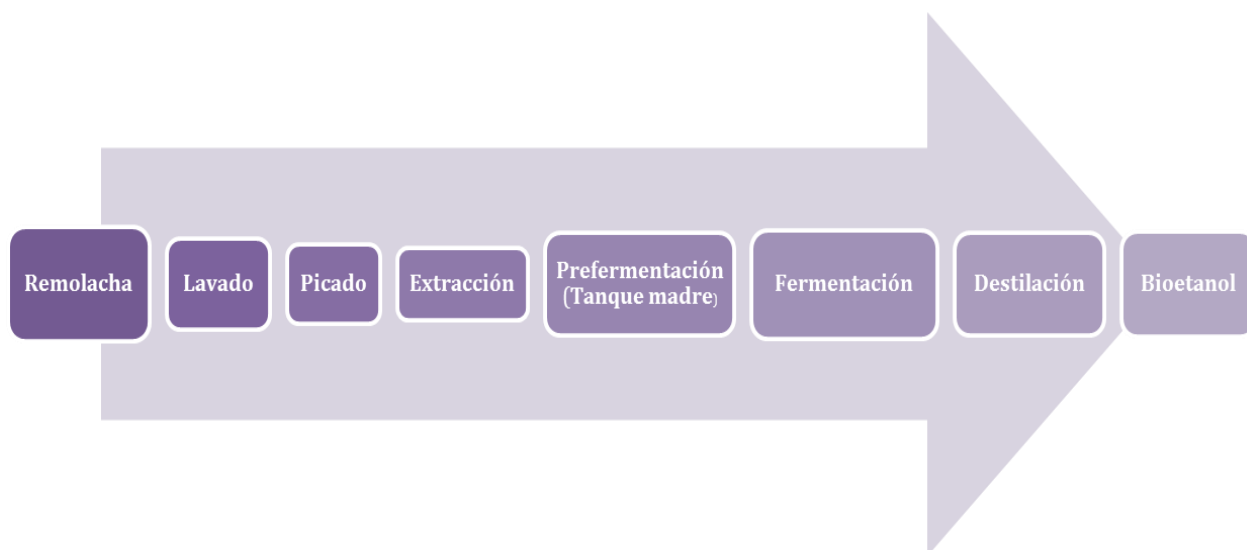 Remolacha
Lavado
Picado
Extracción
Prefermentación
(Tanque madre)
Fermentación
Destilación
Bioetanol